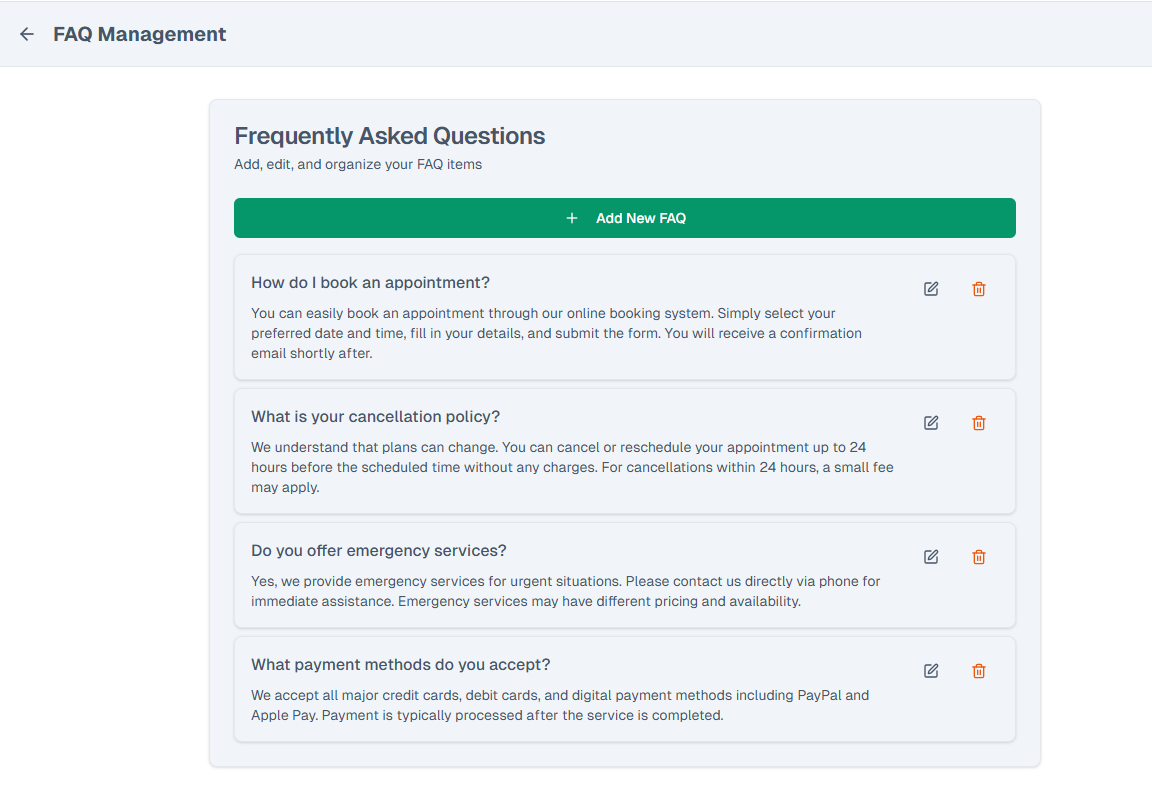 FAQ Management
Frequently Asked Questions
Add, edit, and organize your FAQ items
+ Add New FAQ
How do I book an appointment?
You can easily book an appointment through our online booking system. Simply select your
preferred date and time, fill in your details, and submit the form. You will receive a confirmation
email shortly after.
What is your cancellation policy?
We understand that plans can change. You can cancel or reschedule your appointment up to 24
hours before the scheduled time without any charges. For cancellations within 24 hours, a small fee
may apply.
Do you offer emergency services?
Yes, we provide emergency services for urgent situations. Please contact us directly via phone for
immediate assistance. Emergency services may have different pricing and availability.
What payment methods do you accept?
We accept all major credit cards, debit cards, and digital payment methods including PayPal and
Apple Pay. Payment is typically processed after the service is completed.